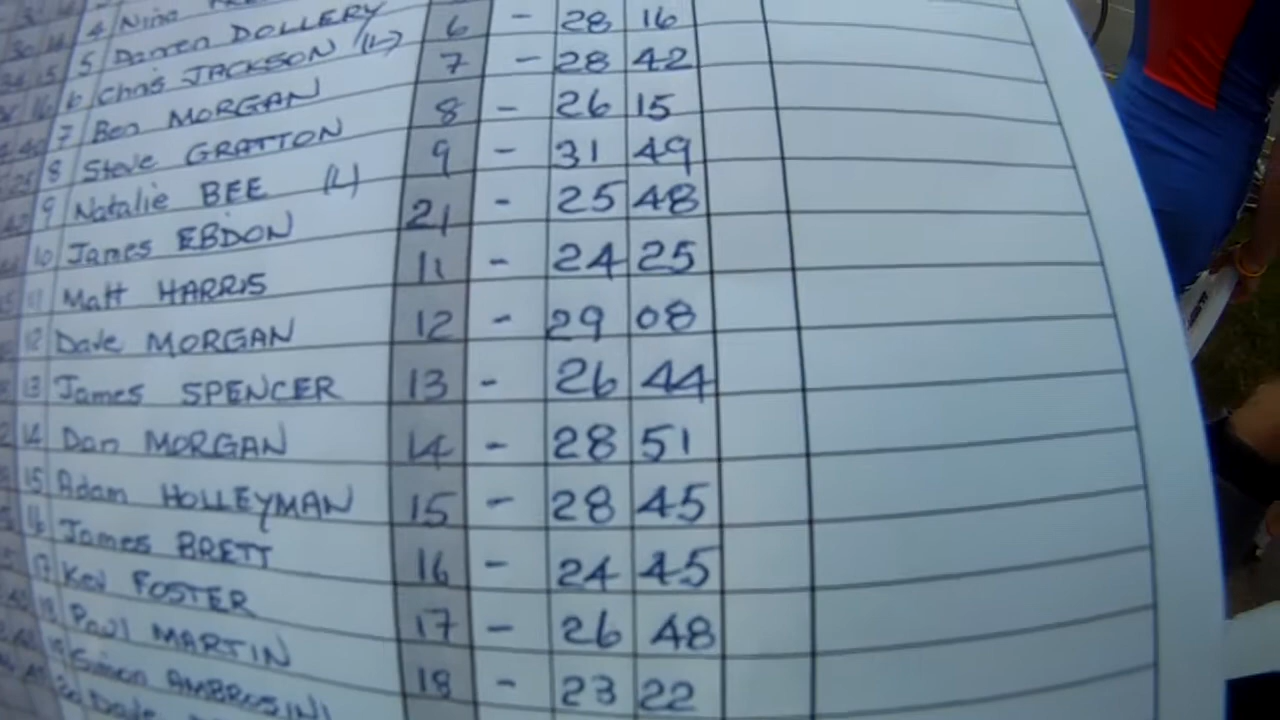 4 Nina
5 Darren DOLLERY
6 Chris JACKSON (L) 6 - 28 16
7 Ben MORGAN 7 - 28 42
8 Steve GRATTON 8 - 26 15
9 Natalie BEE (L) 9 - 31 49
10 James EBDON 21 - 25 48
11 Matt HARRIS 11 - 24 25
12 Dave MORGAN 12 - 29 08
13 James SPENCER 13 - 26 44
14 Dan MORGAN 14 - 28 51
15 Adam HOLLEYMAN 15 - 28 45
16 James BRETT 16 - 24 45
17 Kev FOSTER 17 - 26 48
18 Paul MARTIN 18 - 23 22
19 Simon AMBROSINI
20 Dave